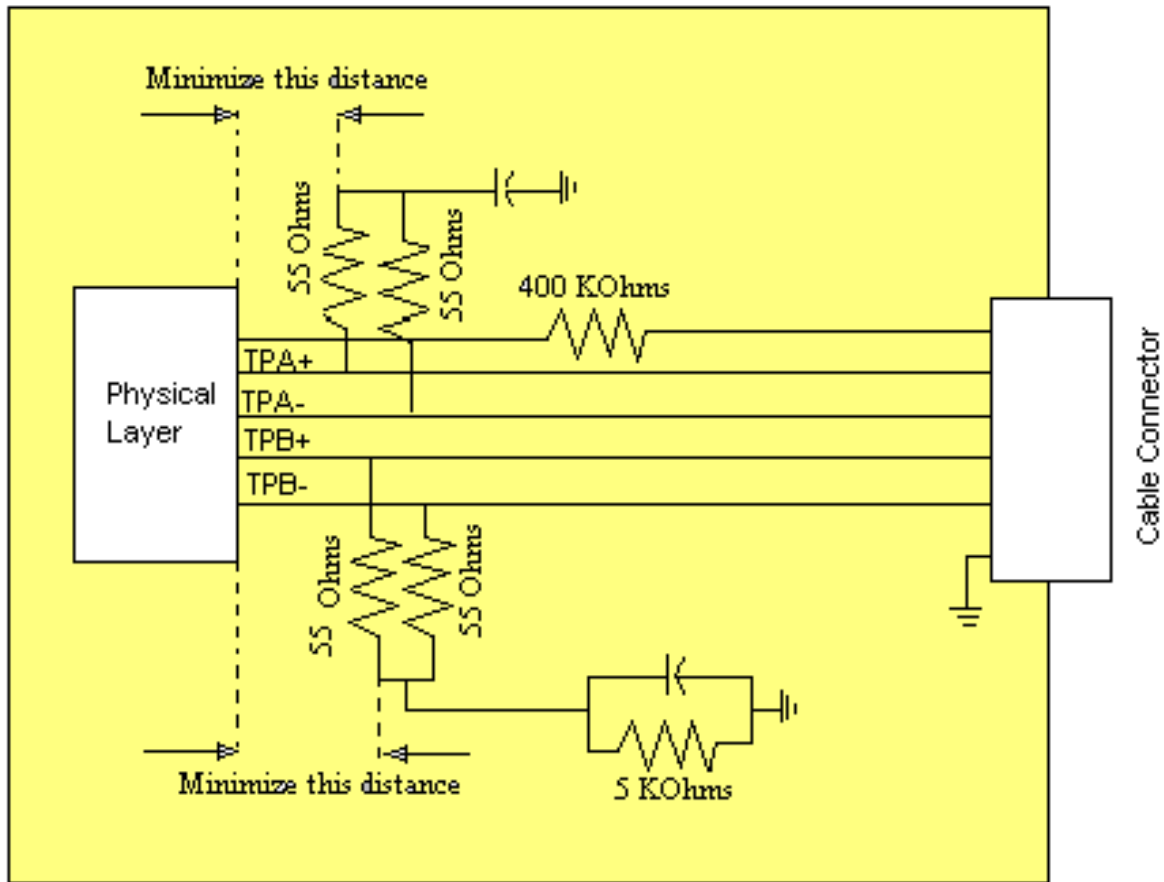 Minimize this distance
55 Ohms
55 Ohms
400 KOhms
Physical
Layer
TPA+
TPA-
TPB+
TPB-
Cable Connector
55 Ohms
55 Ohms
Minimize this distance
5 KOhms